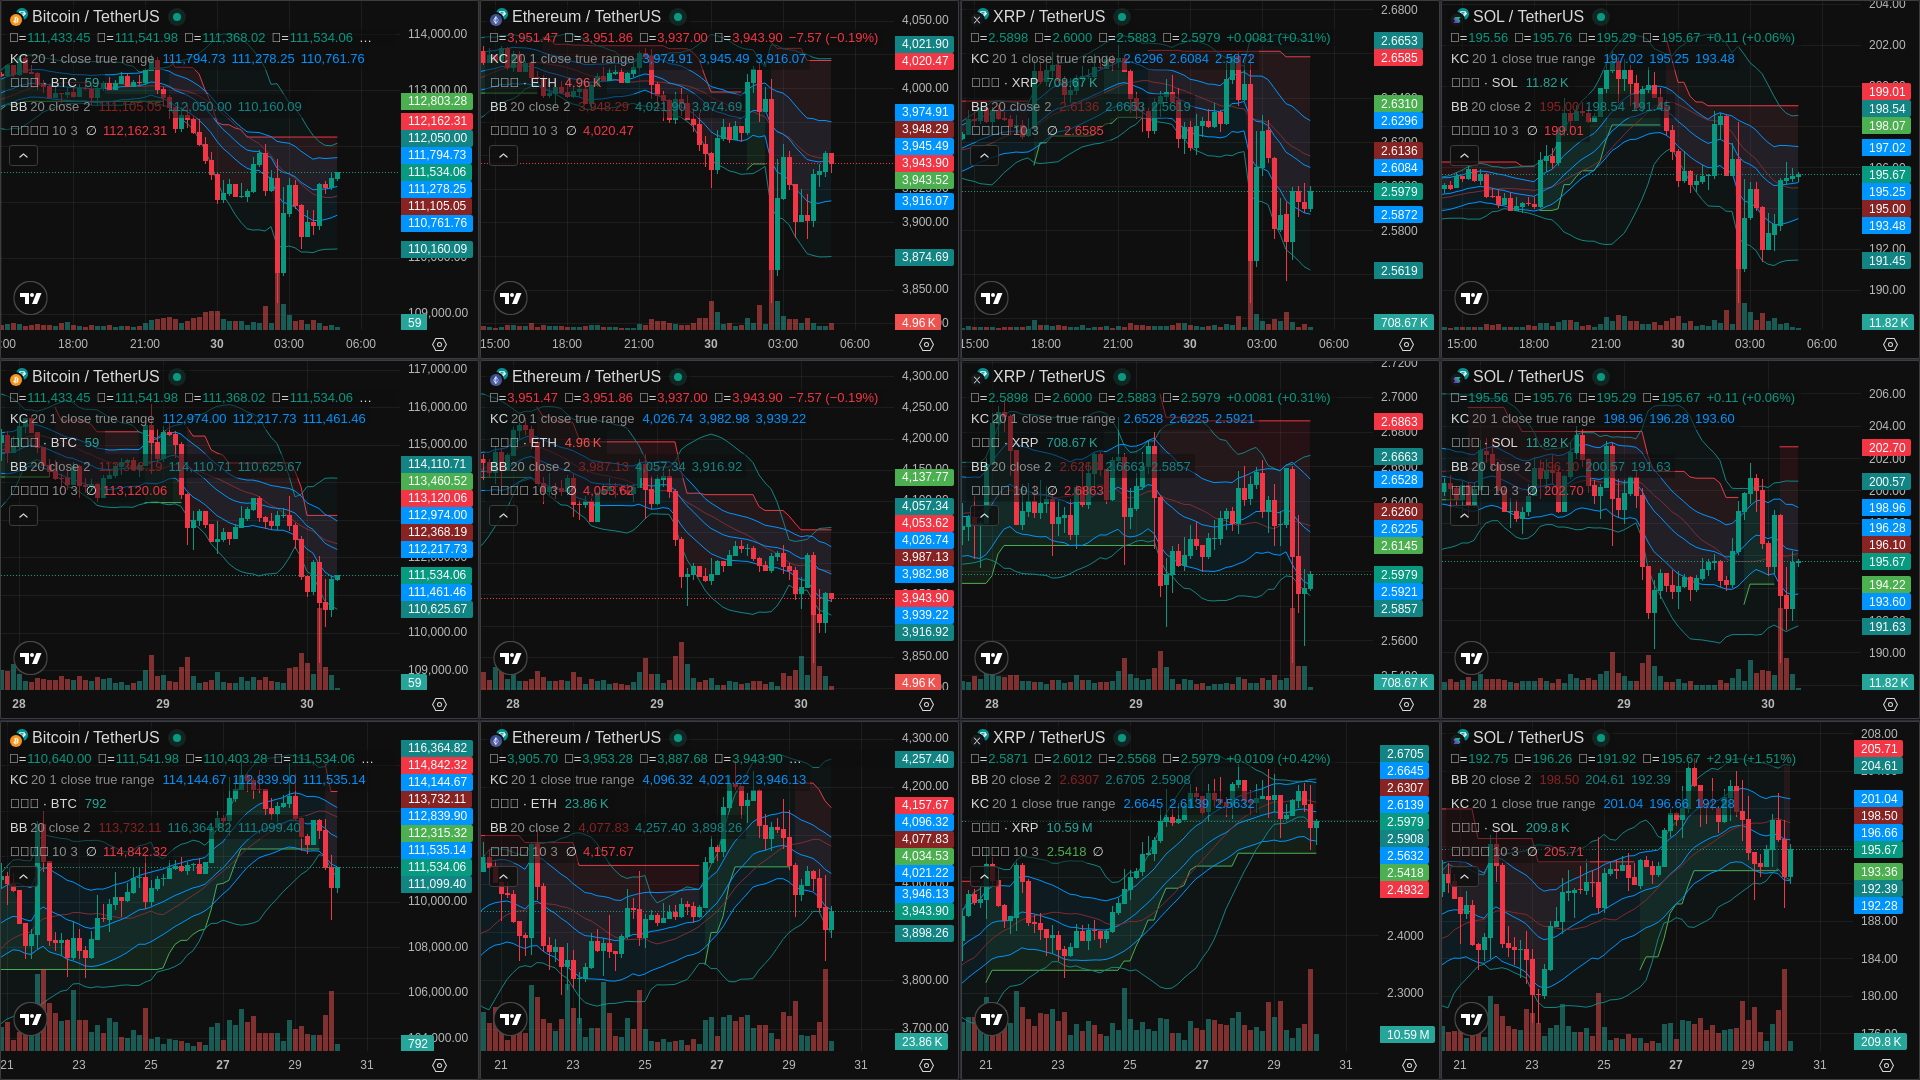 Bitcoin / TetherUS
□=111,433.45 □=111,541.98 □=111,368.02 □=111,534.06 ...
KC 20 1 close true range 111,794.73 111,278.25 110,761.76
□□□ · BTC 59
BB 20 close 2 111,105.05 112,050.00 110,160.09
□□□□ 10 3 ∅ 112,162.31
114,000.00
113,000.00
112,803.28
112,162.31
112,050.00
111,794.73
111,534.06
111,278.25
111,105.05
110,761.76
110,160.09
109,000.00
59
18:00 21:00 30 03:00 06:00
Ethereum / TetherUS
□=3,951.47 □=3,951.86 □=3,937.00 □=3,943.90 −7.57 (−0.19%)
KC 20 1 close true range 3,974.91 3,945.49 3,916.07
□□□ · ETH 4.96 K
BB 20 close 2 3,948.29 4,021.90 3,874.69
□□□□ 10 3 ∅ 4,020.47
4,050.00
4,021.90
4,020.47
4,000.00
3,974.91
3,948.29
3,945.49
3,943.90
3,943.52
3,916.07
3,900.00
3,874.69
3,850.00
4.96 K
15:00 18:00 21:00 30 03:00 06:00
XRP / TetherUS
□=2.5898 □=2.6000 □=2.5883 □=2.5979 +0.0081 (+0.31%)
KC 20 1 close true range 2.6296 2.6084 2.5872
□□□ · XRP 708.67 K
BB 20 close 2 2.6136 2.6653 2.5619
□□□□ 10 3 ∅ 2.6585
2.6800
2.6653
2.6585
2.6310
2.6296
2.6200
2.6136
2.6084
2.5979
2.5872
2.5800
2.5619
708.67 K
15:00 18:00 21:00 30 03:00 06:00
SOL / TetherUS
□=195.56 □=195.76 □=195.29 □=195.67 +0.11 (+0.06%)
KC 20 1 close true range 197.02 195.25 193.48
□□□ · SOL 11.82 K
BB 20 close 2 195.00 198.54 191.45
□□□□ 10 3 ∅ 199.01
204.00
202.00
199.01
198.54
198.07
197.02
195.67
195.25
195.00
193.48
192.00
191.45
190.00
11.82 K
15:00 18:00 21:00 30 03:00 06:00
Bitcoin / TetherUS
□=111,433.45 □=111,541.98 □=111,368.02 □=111,534.06 ...
KC 20 1 close true range 112,974.00 112,217.73 111,461.46
□□□ · BTC 59
BB 20 close 2 112,368.19 114,110.71 110,625.67
□□□□ 10 3 ∅ 113,120.06
117,000.00
116,000.00
115,000.00
114,110.71
113,460.52
113,120.06
112,974.00
112,368.19
112,217.73
111,534.06
111,461.46
110,625.67
110,000.00
109,000.00
59
28 29 30
Ethereum / TetherUS
□=3,951.47 □=3,951.86 □=3,937.00 □=3,943.90 −7.57 (−0.19%)
KC 20 1 close true range 4,026.74 3,982.98 3,939.22
□□□ · ETH 4.96 K
BB 20 close 2 3,987.13 4,057.34 3,916.92
□□□□ 10 3 ∅ 4,053.62
4,300.00
4,250.00
4,200.00
4,150.00
4,137.77
4,057.34
4,053.62
4,026.74
3,987.13
3,982.98
3,943.90
3,939.22
3,916.92
3,850.00
4.96 K
28 29 30
XRP / TetherUS
□=2.5898 □=2.6000 □=2.5883 □=2.5979 +0.0081 (+0.31%)
KC 20 1 close true range 2.6528 2.6225 2.5921
□□□ · XRP 708.67 K
BB 20 close 2 2.6260 2.6663 2.5857
□□□□ 10 3 ∅ 2.6863
2.7200
2.7000
2.6863
2.6800
2.6663
2.6600
2.6528
2.6400
2.6260
2.6225
2.6145
2.5979
2.5921
2.5857
2.5600
2.5400
708.67 K
28 29 30
SOL / TetherUS
□=195.56 □=195.76 □=195.29 □=195.67 +0.11 (+0.06%)
KC 20 1 close true range 198.96 196.28 193.60
□□□ · SOL 11.82 K
BB 20 close 2 196.10 200.57 191.63
□□□□ 10 3 ∅ 202.70
206.00
204.00
202.70
202.00
200.57
200.00
198.96
196.28
196.10
195.67
194.22
193.60
191.63
190.00
11.82 K
28 29 30
Bitcoin / TetherUS
□=110,640.00 □=111,541.98 □=110,403.28 □=111,534.06 ...
KC 20 1 close true range 114,144.67 112,839.90 111,535.14
□□□ · BTC 792
BB 20 close 2 113,732.11 116,364.82 111,099.40
□□□□ 10 3 ∅ 114,842.32
116,364.82
114,842.32
114,144.67
113,732.11
112,839.90
112,315.32
111,535.14
111,534.06
111,099.40
110,000.00
108,000.00
106,000.00
104,000.00
792
21 23 25 27 29 31
Ethereum / TetherUS
□=3,905.70 □=3,953.28 □=3,887.68 □=3,943.90 ...
KC 20 1 close true range 4,096.32 4,021.22 3,946.13
□□□ · ETH 23.86 K
BB 20 close 2 4,077.83 4,257.40 3,898.26
□□□□ 10 3 ∅ 4,157.67
4,300.00
4,257.40
4,200.00
4,157.67
4,096.32
4,077.83
4,034.53
4,021.22
3,946.13
3,943.90
3,898.26
3,800.00
3,700.00
23.86 K
21 23 25 27 29 31
XRP / TetherUS
□=2.5871 □=2.6012 □=2.5568 □=2.5979 +0.0109 (+0.42%)
BB 20 close 2 2.6307 2.6705 2.5908
KC 20 1 close true range 2.6645 2.6139 2.5632
□□□ · XRP 10.59 M
□□□□ 10 3 2.5418 ∅
2.6705
2.6645
2.6307
2.6139
2.5979
2.5908
2.5632
2.5418
2.4932
2.4000
2.3000
10.59 M
21 23 25 27 29 31
SOL / TetherUS
□=192.75 □=196.26 □=191.92 □=195.67 +2.91 (+1.51%)
BB 20 close 2 198.50 204.61 192.39
KC 20 1 close true range 201.04 196.66 192.28
□□□ · SOL 209.8 K
□□□□ 10 3 ∅ 205.71
208.00
205.71
204.61
201.04
198.50
196.66
195.67
193.36
192.39
192.28
188.00
184.00
180.00
176.00
209.8 K
21 23 25 27 29 31